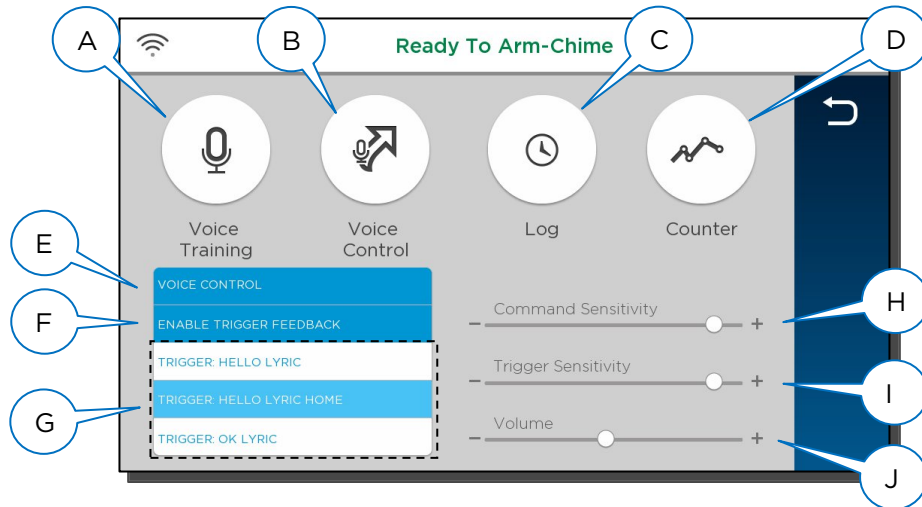 A
B
C
D
Ready To Arm-Chime
Voice
Training
Voice
Control
Log
Counter
E
VOICE CONTROL
F
ENABLE TRIGGER FEEDBACK
G
TRIGGER: HELLO LYRIC
TRIGGER: HELLO LYRIC HOME
TRIGGER: OK LYRIC
Command Sensitivity
- +
H
Trigger Sensitivity
- +
I
Volume
- +
J